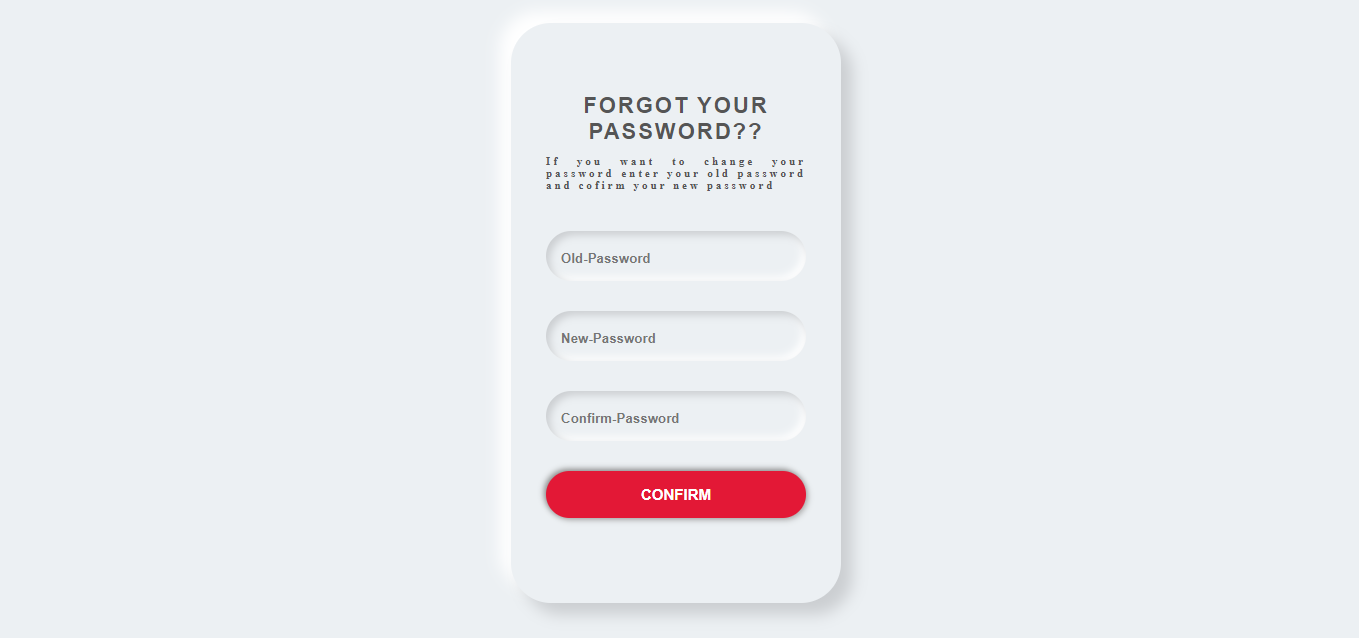 FORGOT YOUR
PASSWORD??
If you want to change your
password enter your old password
and cofirm your new password
Old-Password
New-Password
Confirm-Password
CONFIRM